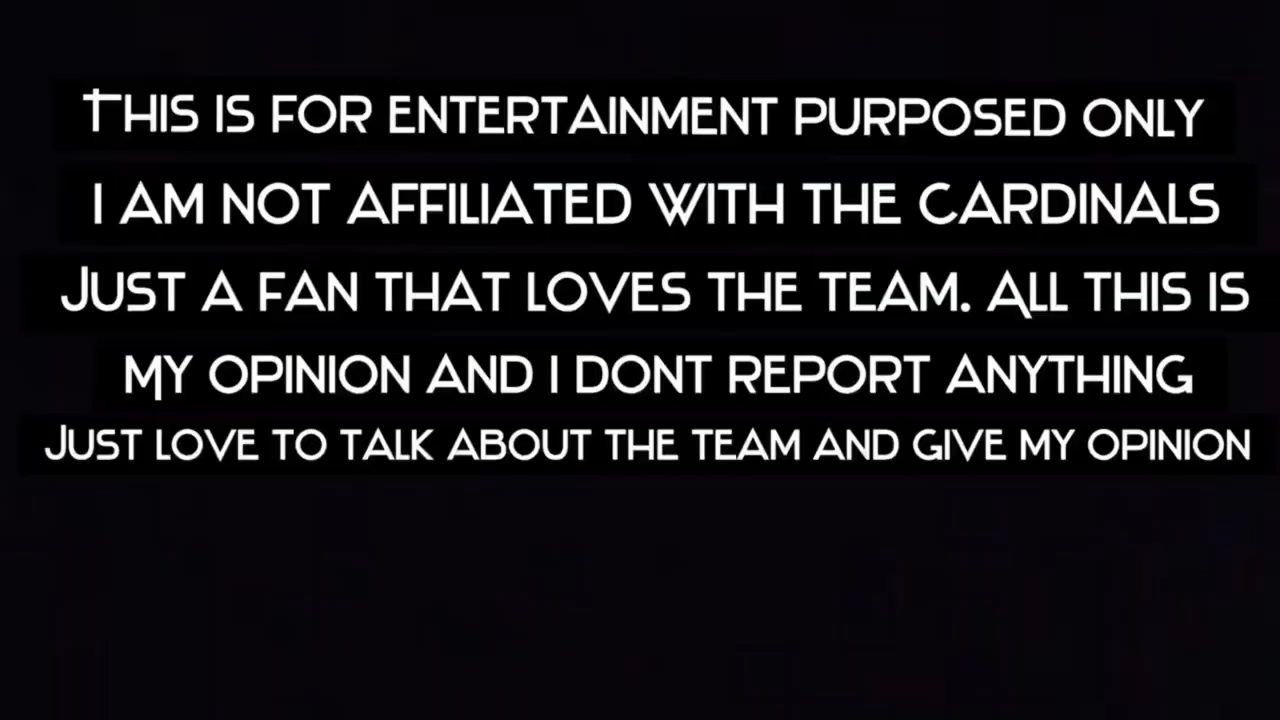 This is for entertainment purposed only
I am not affiliated with the Cardinals
Just a fan that loves the team. All this is
my opinion and I dont report anything
Just love to talk about the team and give my opinion